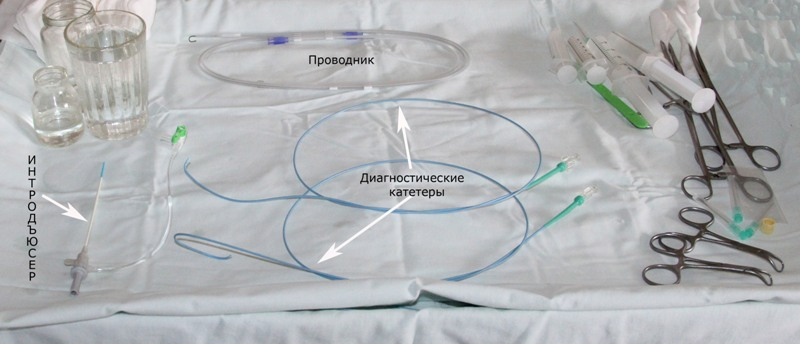 Проводник
Диагностические
катетеры
ИНТРОДЪЮСЕР